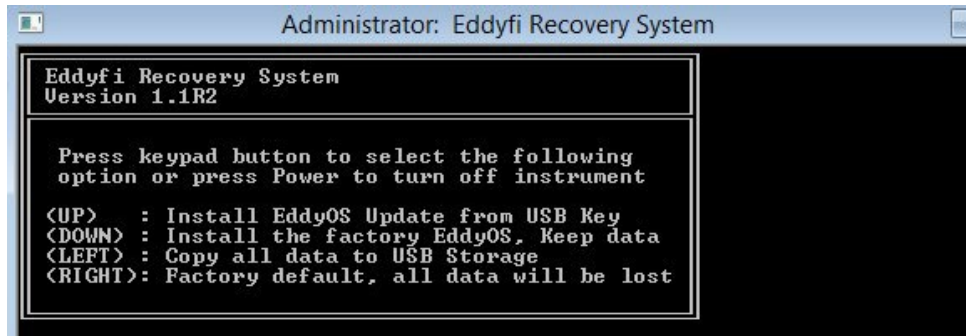 Administrator: Eddyfi Recovery System
Eddyfi Recovery System
Version 1.1R2
Press keypad button to select the following
option or press Power to turn off instrument
(UP) : Install EddyOS Update from USB Key
(DOWN) : Install the factory EddyOS, Keep data
(LEFT) : Copy all data to USB Storage
(RIGHT): Factory default, all data will be lost